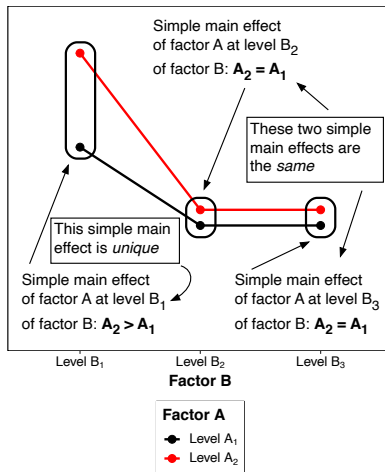 Simple main effect
of factor A at level B₂
of factor B: A₂ = A₁
These two simple
main effects are
the same
This simple main
effect is unique
Simple main effect
of factor A at level B₁
of factor B: A₂ > A₁
Simple main effect
of factor A at level B₃
of factor B: A₂ = A₁
Level B₁
Level B₂
Level B₃
Factor B
Factor A
Level A₁
Level A₂